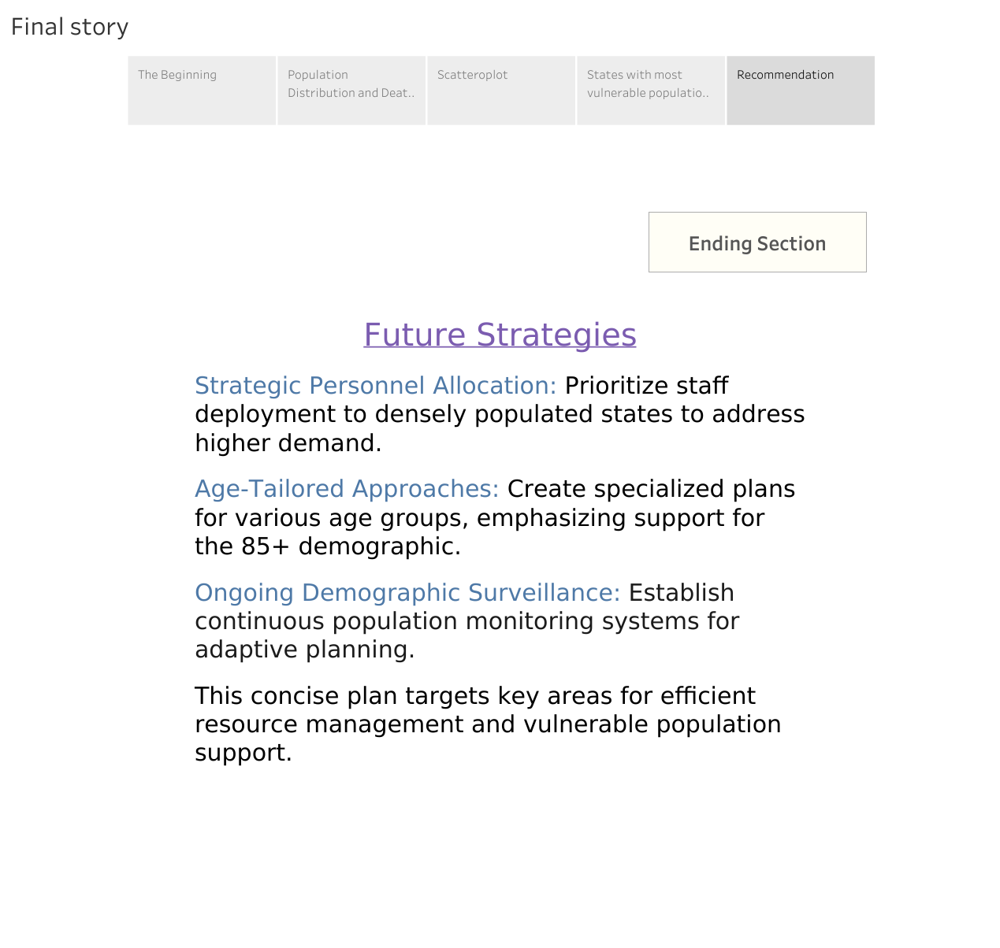 Final story
The Beginning
Population
Distribution and Deat..
Scatteroplot
States with most
vulnerable populatio..
Recommendation
Ending Section
Future Strategies
Strategic Personnel Allocation: Prioritize staff
deployment to densely populated states to address
higher demand.
Age-Tailored Approaches: Create specialized plans
for various age groups, emphasizing support for
the 85+ demographic.
Ongoing Demographic Surveillance: Establish
continuous population monitoring systems for
adaptive planning.
This concise plan targets key areas for efficient
resource management and vulnerable population
support.